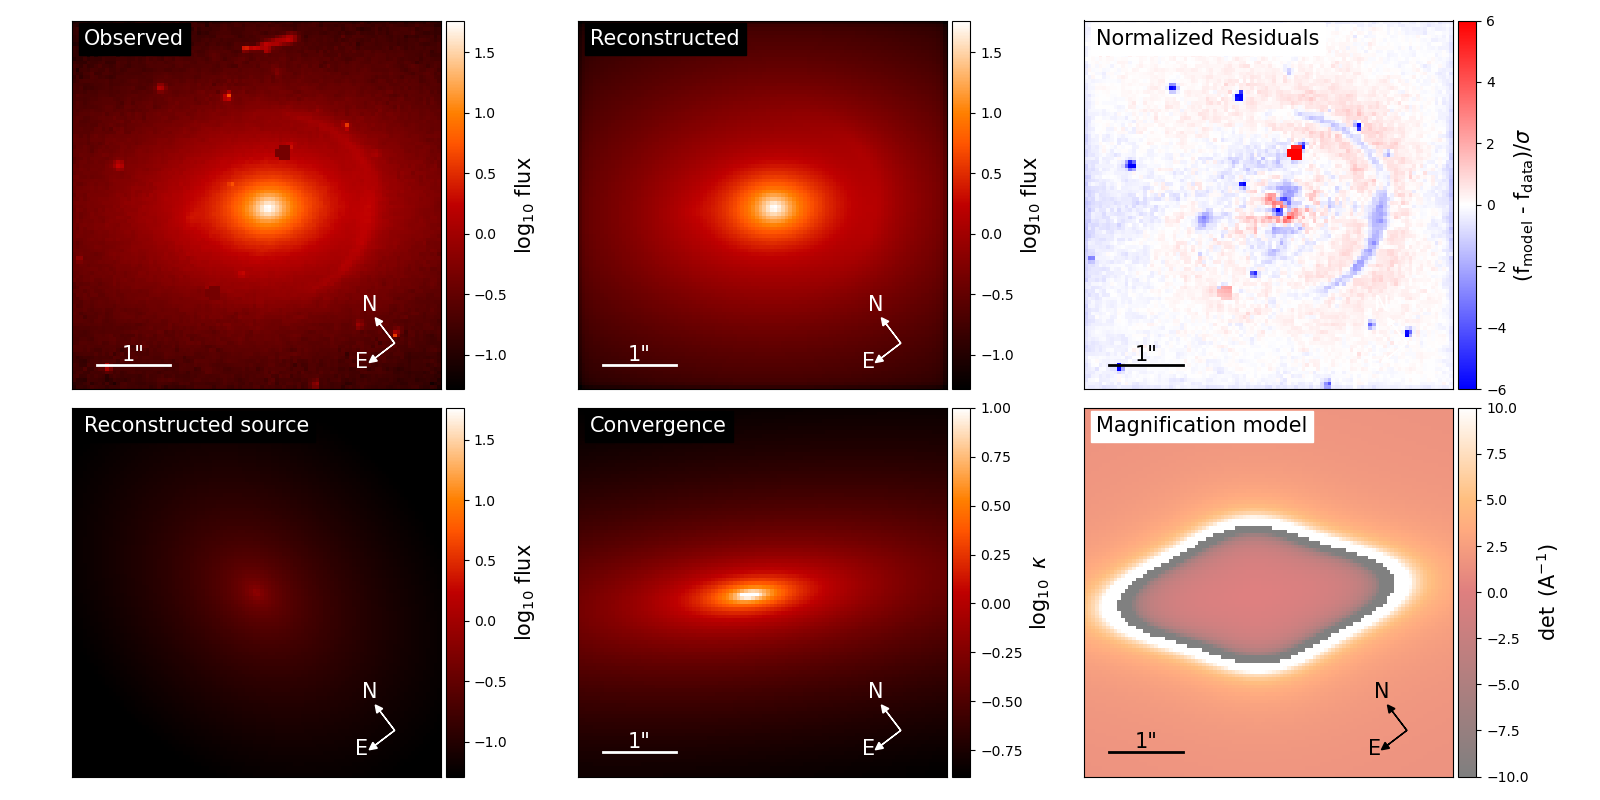 Observed
1.5
1.0
0.5
0.0
−0.5
−1.0
log₁₀ flux
N
E
1"
Reconstructed
1.5
1.0
0.5
0.0
−0.5
−1.0
log₁₀ flux
N
E
1"
Normalized Residuals
6
4
2
0
−2
−4
−6
(f_model - f_data)/σ
1"
Reconstructed source
1.5
1.0
0.5
0.0
−0.5
−1.0
log₁₀ flux
N
E
Convergence
1.00
0.75
0.50
0.25
0.00
−0.25
−0.50
−0.75
log₁₀ κ
N
E
1"
Magnification model
10.0
7.5
5.0
2.5
0.0
−2.5
−5.0
−7.5
−10.0
det (A⁻¹)
N
E
1"